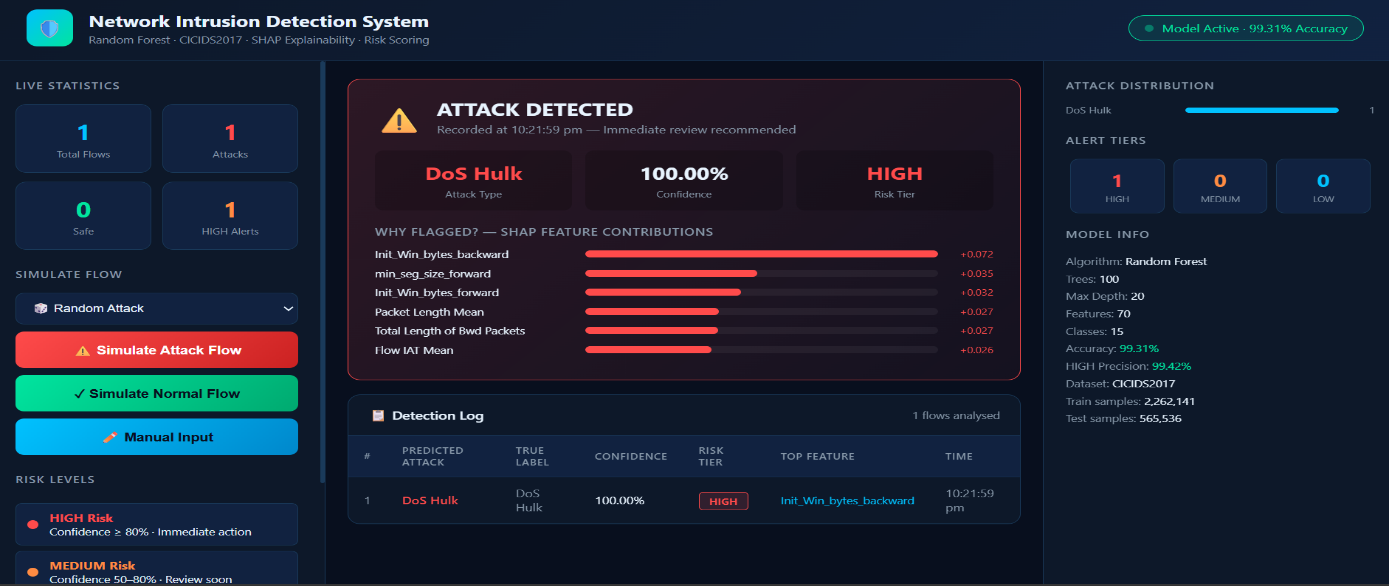 Network Intrusion Detection System
Random Forest · CICIDS2017 · SHAP Explainability · Risk Scoring
Model Active · 99.31% Accuracy
LIVE STATISTICS
1
Total Flows
1
Attacks
0
Safe
1
HIGH Alerts
SIMULATE FLOW
Random Attack
Simulate Attack Flow
✓ Simulate Normal Flow
Manual Input
RISK LEVELS
HIGH Risk
Confidence ≥ 80% · Immediate action
MEDIUM Risk
Confidence 50–80% · Review soon
ATTACK DETECTED
Recorded at 10:21:59 pm — Immediate review recommended
DoS Hulk
Attack Type
100.00%
Confidence
HIGH
Risk Tier
WHY FLAGGED? — SHAP FEATURE CONTRIBUTIONS
Init_Win_bytes_backward +0.072
min_seg_size_forward +0.035
Init_Win_bytes_forward +0.032
Packet Length Mean +0.027
Total Length of Bwd Packets +0.027
Flow IAT Mean +0.026
Detection Log
1 flows analysed
# PREDICTED ATTACK TRUE LABEL CONFIDENCE RISK TIER TOP FEATURE TIME
1 DoS Hulk DoS Hulk 100.00% HIGH Init_Win_bytes_backward 10:21:59 pm
ATTACK DISTRIBUTION
DoS Hulk 1
ALERT TIERS
1
HIGH
0
MEDIUM
0
LOW
MODEL INFO
Algorithm: Random Forest
Trees: 100
Max Depth: 20
Features: 70
Classes: 15
Accuracy: 99.31%
HIGH Precision: 99.42%
Dataset: CICIDS2017
Train samples: 2,262,141
Test samples: 565,536